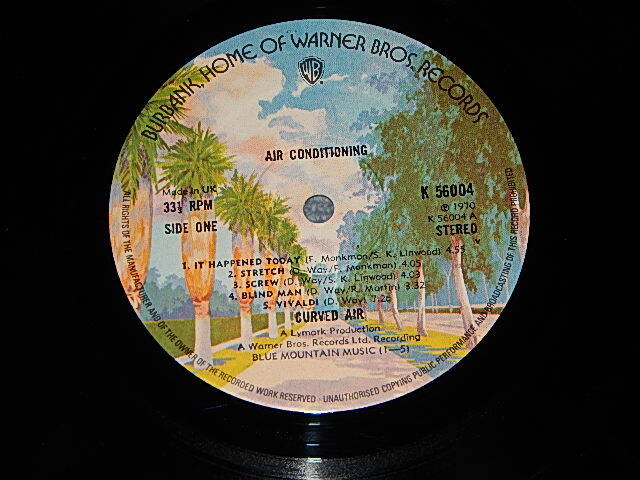 BURBANK, HOME OF WARNER BROS. RECORDS
WB
AIR CONDITIONING
Made in UK
33⅓ RPM
SIDE ONE
K 56004
℗ 1970
K 56004 A
STEREO
1. IT HAPPENED TODAY (F. Monkman/S. K. Linwood) 4.55
2. STRETCH (D. Way/F. Monkman) 4.05
3. SCREW (D. Way/S. K. Linwood) 4.03
4. BLIND MAN (D. Way/R. Martin) 3.32
5. VIVALDI (D. Way) 7.26
CURVED AIR
A Lymark Production
A Warner Bros. Records Ltd. Recording
BLUE MOUNTAIN MUSIC (1—5)
ALL RIGHTS OF THE MANUFACTURER AND OF THE OWNER OF THE RECORDED WORK RESERVED · UNAUTHORISED COPYING PUBLIC PERFORMANCE AND BROADCASTING OF THIS RECORD PROHIBITED